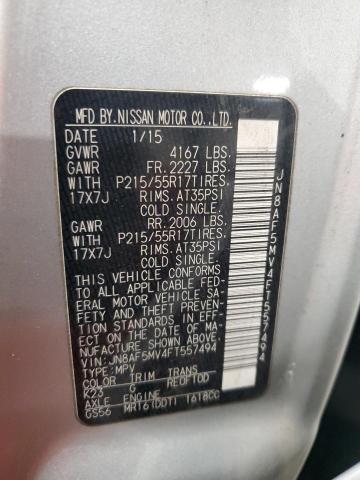 MFD BY.NISSAN MOTOR CO.,LTD.
DATE 1/15
GVWR 4167 LBS.
GAWR FR. 2227 LBS.
WITH P215/55R17TIRES,
17X7J RIMS. AT35PSI
COLD SINGLE.
GAWR RR. 2006 LBS.
WITH P215/55R17TIRES,
17X7J RIMS. AT35PSI
COLD SINGLE.
THIS VEHICLE CONFORMS TO
ALL APPLICABLE FED-
ERAL MOTOR VEHICLE SA-
FETY AND THEFT PREVENTION
STANDARDS IN EFF-
ECT ON THE DATE OF MANU-
FACTURE SHOWN ABOVE.
VIN:JN8AF5MV4FT557494
TYPE: MPV
COLOR TRIM TRANS
K23 G RE0F10D
AXLE ENGINE
GS56 MR16(DDT) 1618CC
JN8AF5MV4FT557494